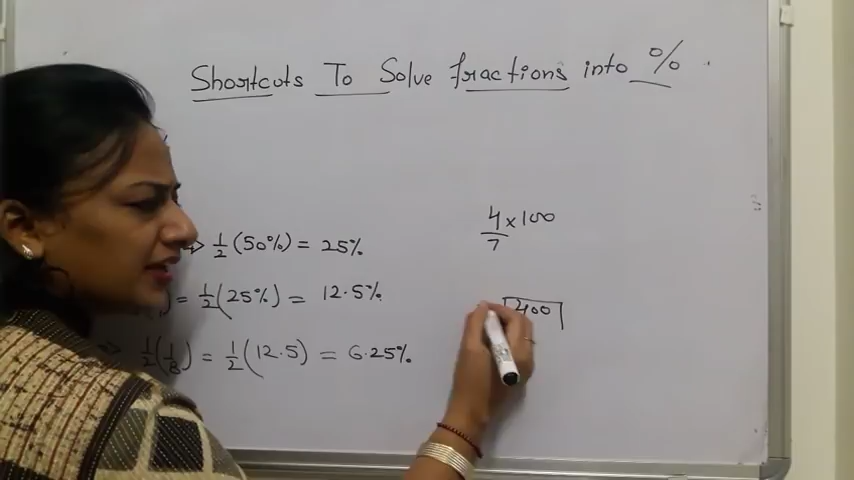 Shortcuts To Solve fractions into %
→ 1/2 (50%) = 25%
= 1/2 (25%) = 12.5%
1/2 (1/8) = 1/2 (12.5) = 6.25%
4/7 x 100
400